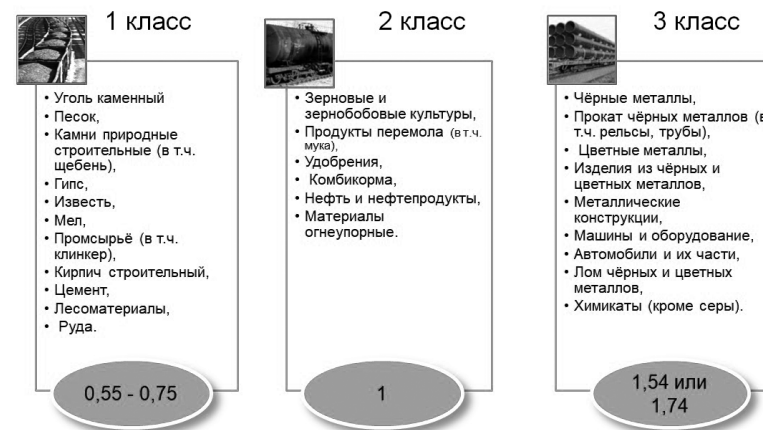 1 класс
• Уголь каменный
• Песок,
• Камни природные
строительные (в т.ч.
щебень),
• Гипс,
• Известь,
• Мел,
• Промсырьё (в т.ч.
клинкер),
• Кирпич строительный,
• Цемент,
• Лесоматериалы,
• Руда.
0,55 - 0,75
2 класс
• Зерновые и
зернобобовые культуры,
• Продукты перемола (в т.ч.
мука),
• Удобрения,
• Комбикорма,
• Нефть и нефтепродукты,
• Материалы
огнеупорные.
1
3 класс
• Чёрные металлы,
• Прокат чёрных металлов (в
т.ч. рельсы, трубы),
• Цветные металлы,
• Изделия из чёрных и
цветных металлов,
• Металлические
конструкции,
• Машины и оборудование,
• Автомобили и их части,
• Лом чёрных и цветных
металлов,
• Химикаты (кроме серы).
1,54 или
1,74